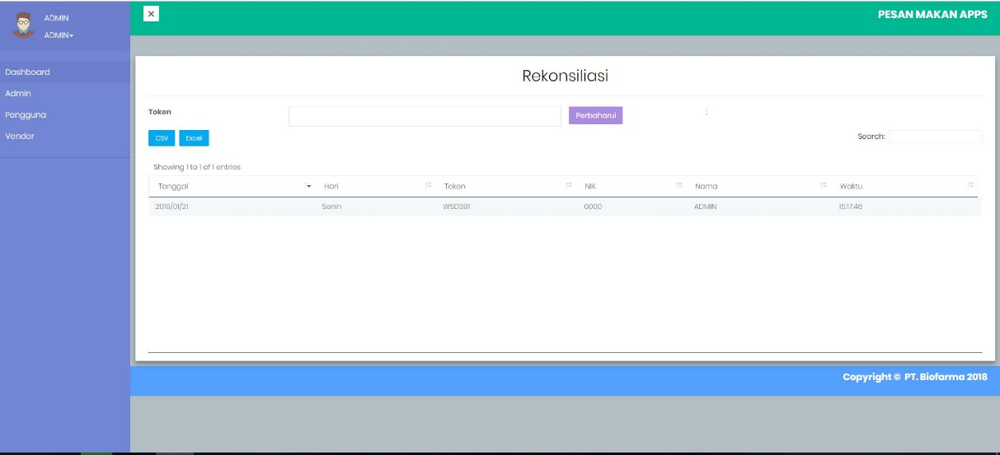 ADMIN
ADMIN
PESAN MAKAN APPS
Dashboard
Admin
Pengguna
Vendor
Rekonsiliasi
Token
Perbaharui
CSV Excel
Search:
Showing 1 to 1 of 1 entries
Tanggal Hari Token NIK Nama Waktu
2019/01/21 Senin WSD391 0000 ADMIN 15:17:46
Copyright © PT. Biofarma 2018